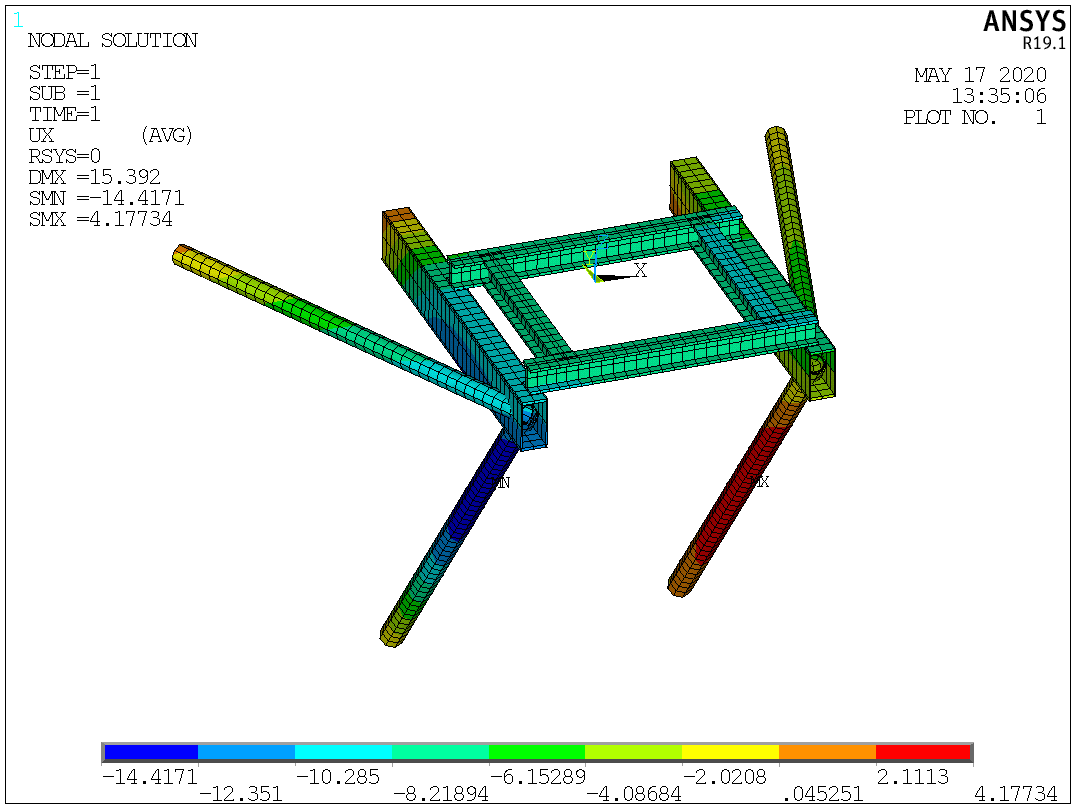 1
ANSYS
R19.1
NODAL SOLUTION
STEP=1
SUB =1
TIME=1
UX (AVG)
RSYS=0
DMX =15.392
SMN =-14.4171
SMX =4.17734
MAY 17 2020
13:35:06
PLOT NO. 1
X
MN
-14.4171
-12.351
-10.285
-8.21894
-6.15289
-4.08684
-2.0208
.045251
2.1113
4.17734